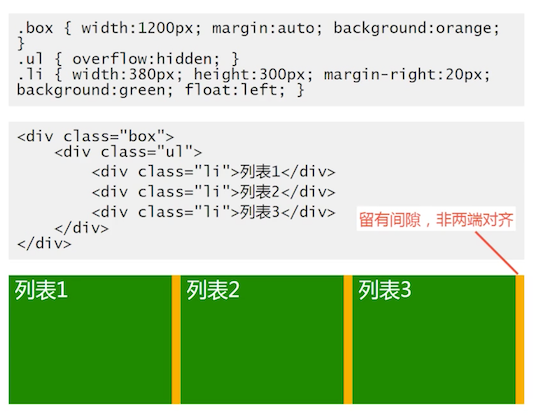 .box { width:1200px; margin:auto; background:orange;
}
.ul { overflow:hidden; }
.li { width:380px; height:300px; margin-right:20px;
background:green; float:left; }
<div class="box">
    <div class="ul">
        <div class="li">列表1</div>
        <div class="li">列表2</div>
        <div class="li">列表3</div>
    </div>
</div>
留有间隙，非两端对齐
列表1 列表2 列表3